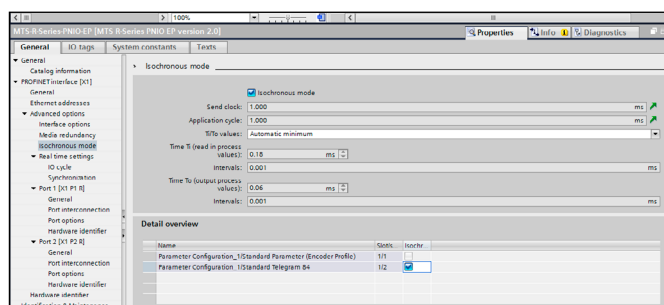 100%
MTS-R-Series-PNIO-EP [MTS R-Series PNIO EP version 2.0]
Properties
Info
Diagnostics
General
IO tags
System constants
Texts
General
Catalog information
PROFINET interface [X1]
General
Ethernet addresses
Advanced options
Interface options
Media redundancy
Isochronous mode
Real time settings
IO cycle
Synchronization
Port 1 [X1 P1 R]
General
Port interconnection
Port options
Hardware identifier
Port 2 [X1 P2 R]
General
Port interconnection
Port options
Hardware identifier
Hardware identifier
Isochronous mode
Isochronous mode
Send clock: 1.000 ms
Application cycle: 1.000 ms
Ti/To values: Automatic minimum
Time Ti (read in process
values): 0.18 ms
Intervals: 0.001 ms
Time To (output process
values): 0.06 ms
Intervals: 0.001 ms
Detail overview
Name Slot/s Isochr...
Parameter Configuration_1/Standard Parameter (Encoder Profile) 1/1
Parameter Configuration_1/Standard Telegram 84 1/2